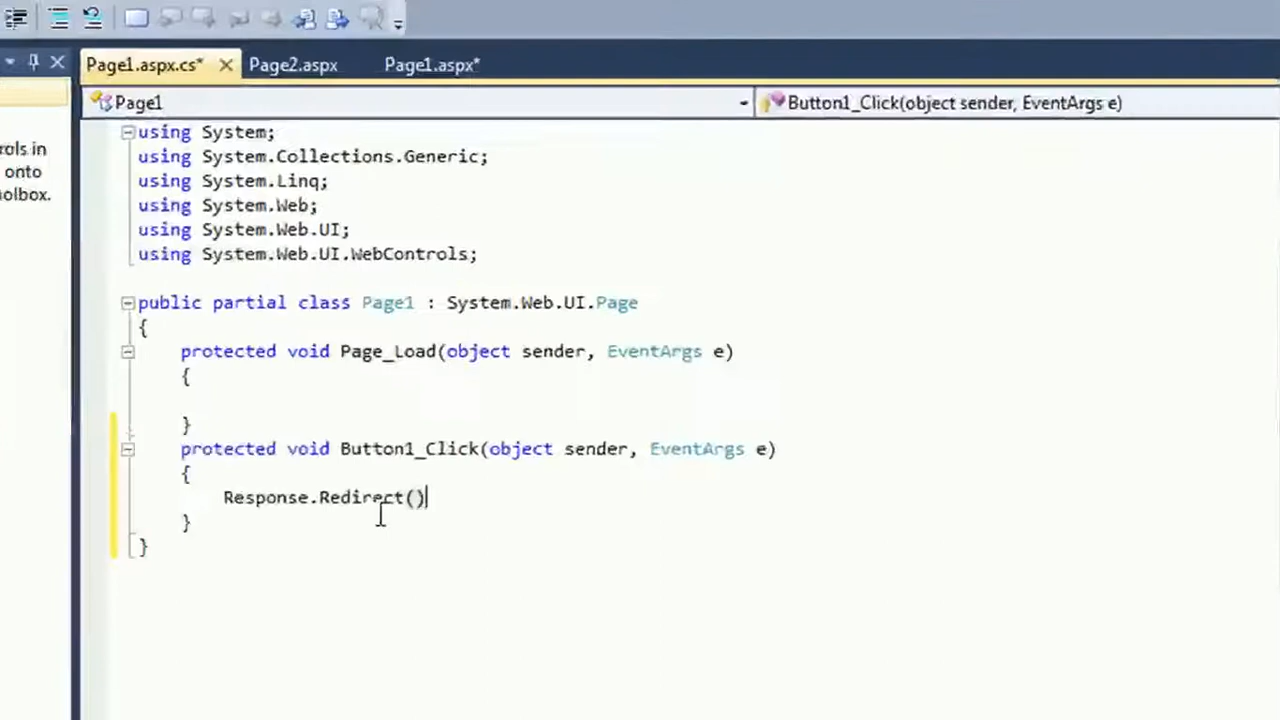 Page1.aspx.cs* Page2.aspx Page1.aspx*
Page1 Button1_Click(object sender, EventArgs e)
rols in
onto
olbox.
using System;
using System.Collections.Generic;
using System.Linq;
using System.Web;
using System.Web.UI;
using System.Web.UI.WebControls;
public partial class Page1 : System.Web.UI.Page
{
protected void Page_Load(object sender, EventArgs e)
{
}
protected void Button1_Click(object sender, EventArgs e)
{
Response.Redirect()
}
}